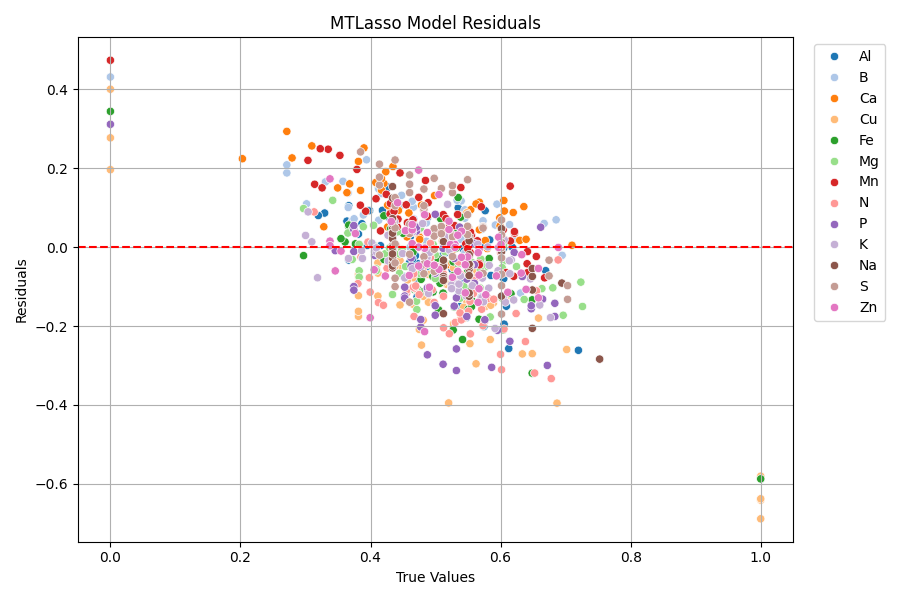 MTLasso Model Residuals
Residuals
0.4
0.2
0.0
−0.2
−0.4
−0.6
0.0
0.2
0.4
0.6
0.8
1.0
True Values
Al
B
Ca
Cu
Fe
Mg
Mn
N
P
K
Na
S
Zn